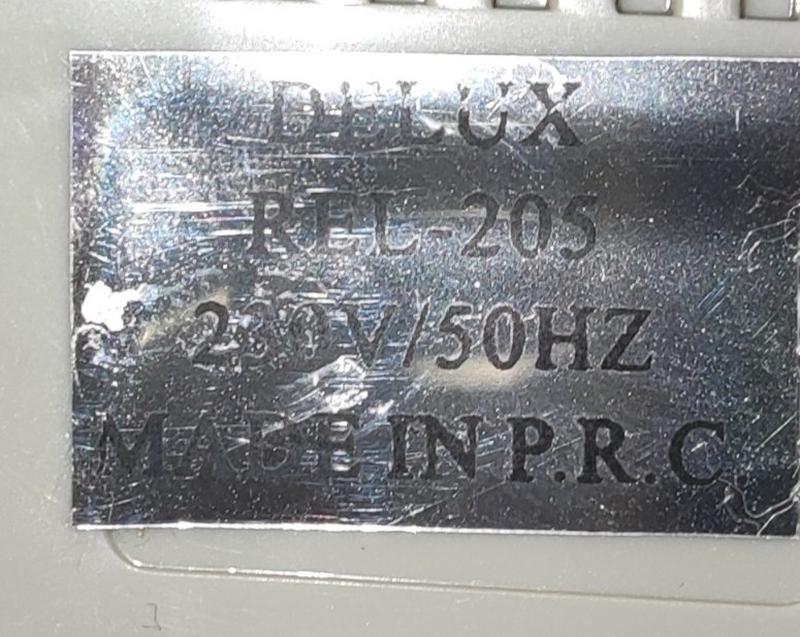 DELUX
REL-205
230V/50HZ
MADE IN P.R.C.